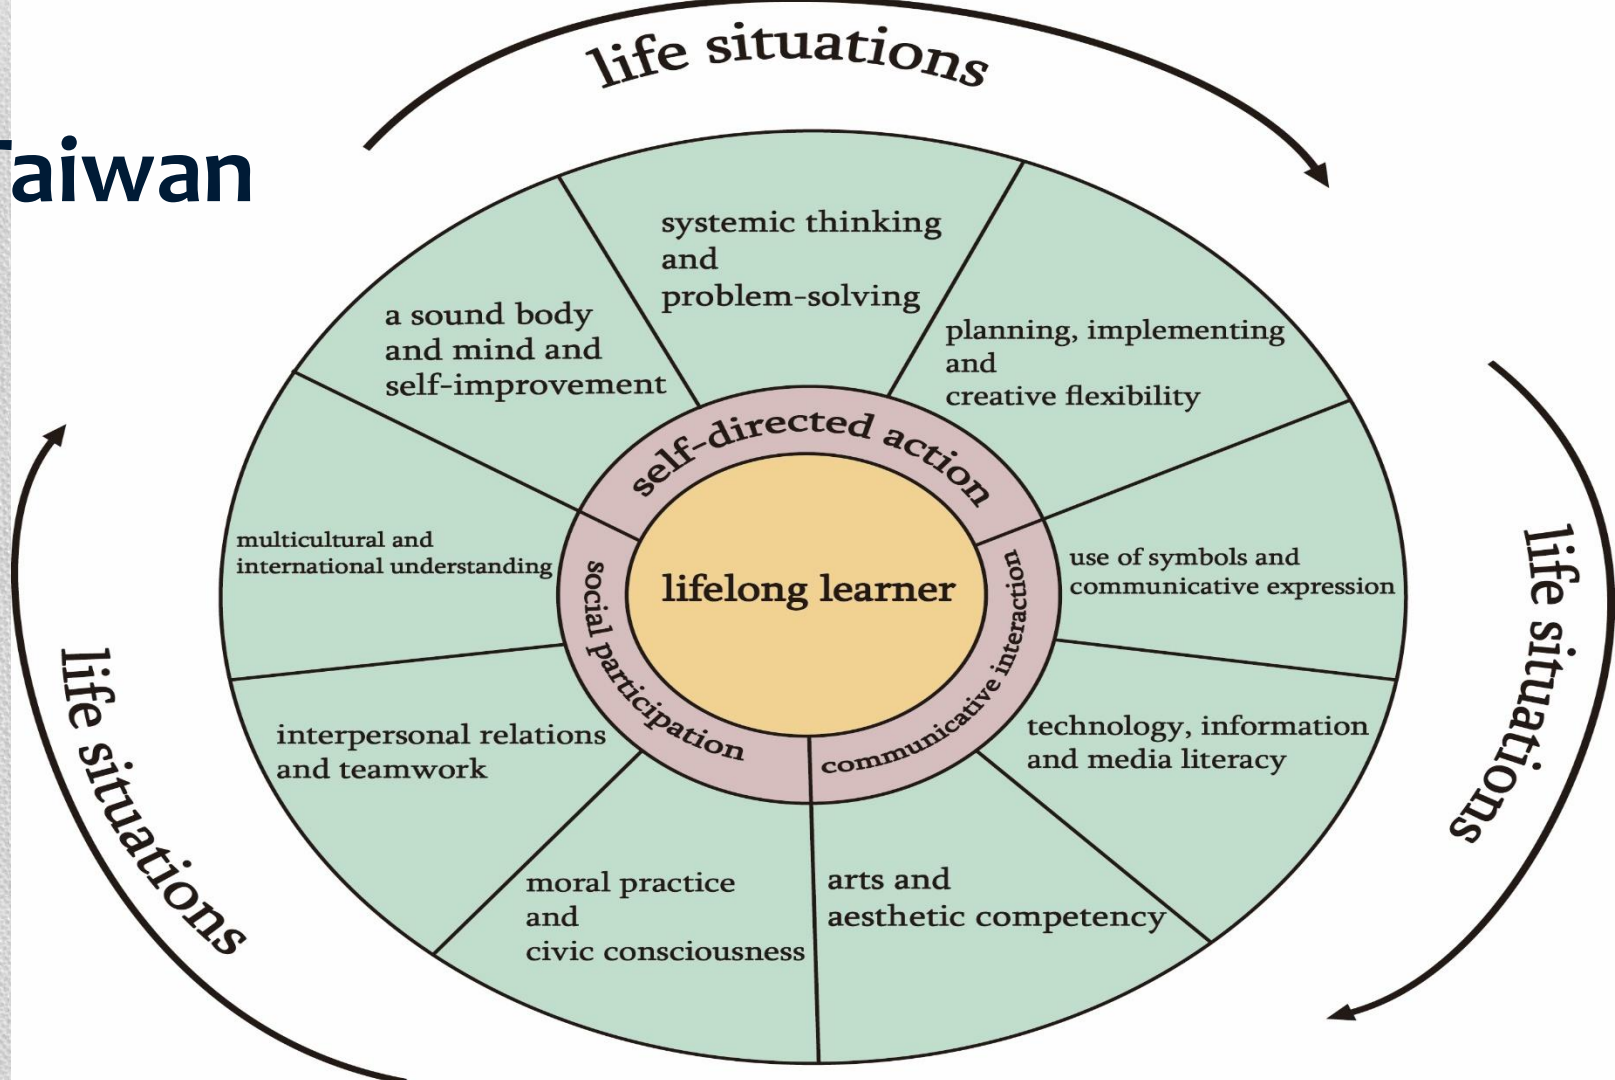 life situations
Taiwan
systemic thinking
and
problem-solving
a sound body
and mind and
self-improvement
planning, implementing
and
creative flexibility
self-directed action
multicultural and
international understanding
social participation
lifelong learner
communicative interaction
use of symbols and
communicative expression
life situations
life situations
interpersonal relations
and teamwork
technology, information
and media literacy
moral practice
and
civic consciousness
arts and
aesthetic competency